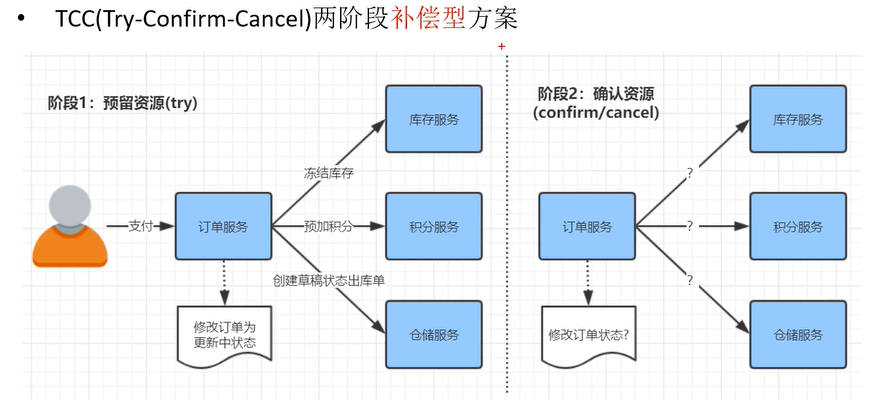 • TCC(Try-Confirm-Cancel)两阶段补偿型方案
阶段1：预留资源(try)
支付
订单服务
冻结库存
预加积分
创建草稿状态出库单
库存服务
积分服务
仓储服务
修改订单为
更新中状态
阶段2：确认资源
(confirm/cancel)
订单服务
?
?
?
库存服务
积分服务
仓储服务
修改订单状态?